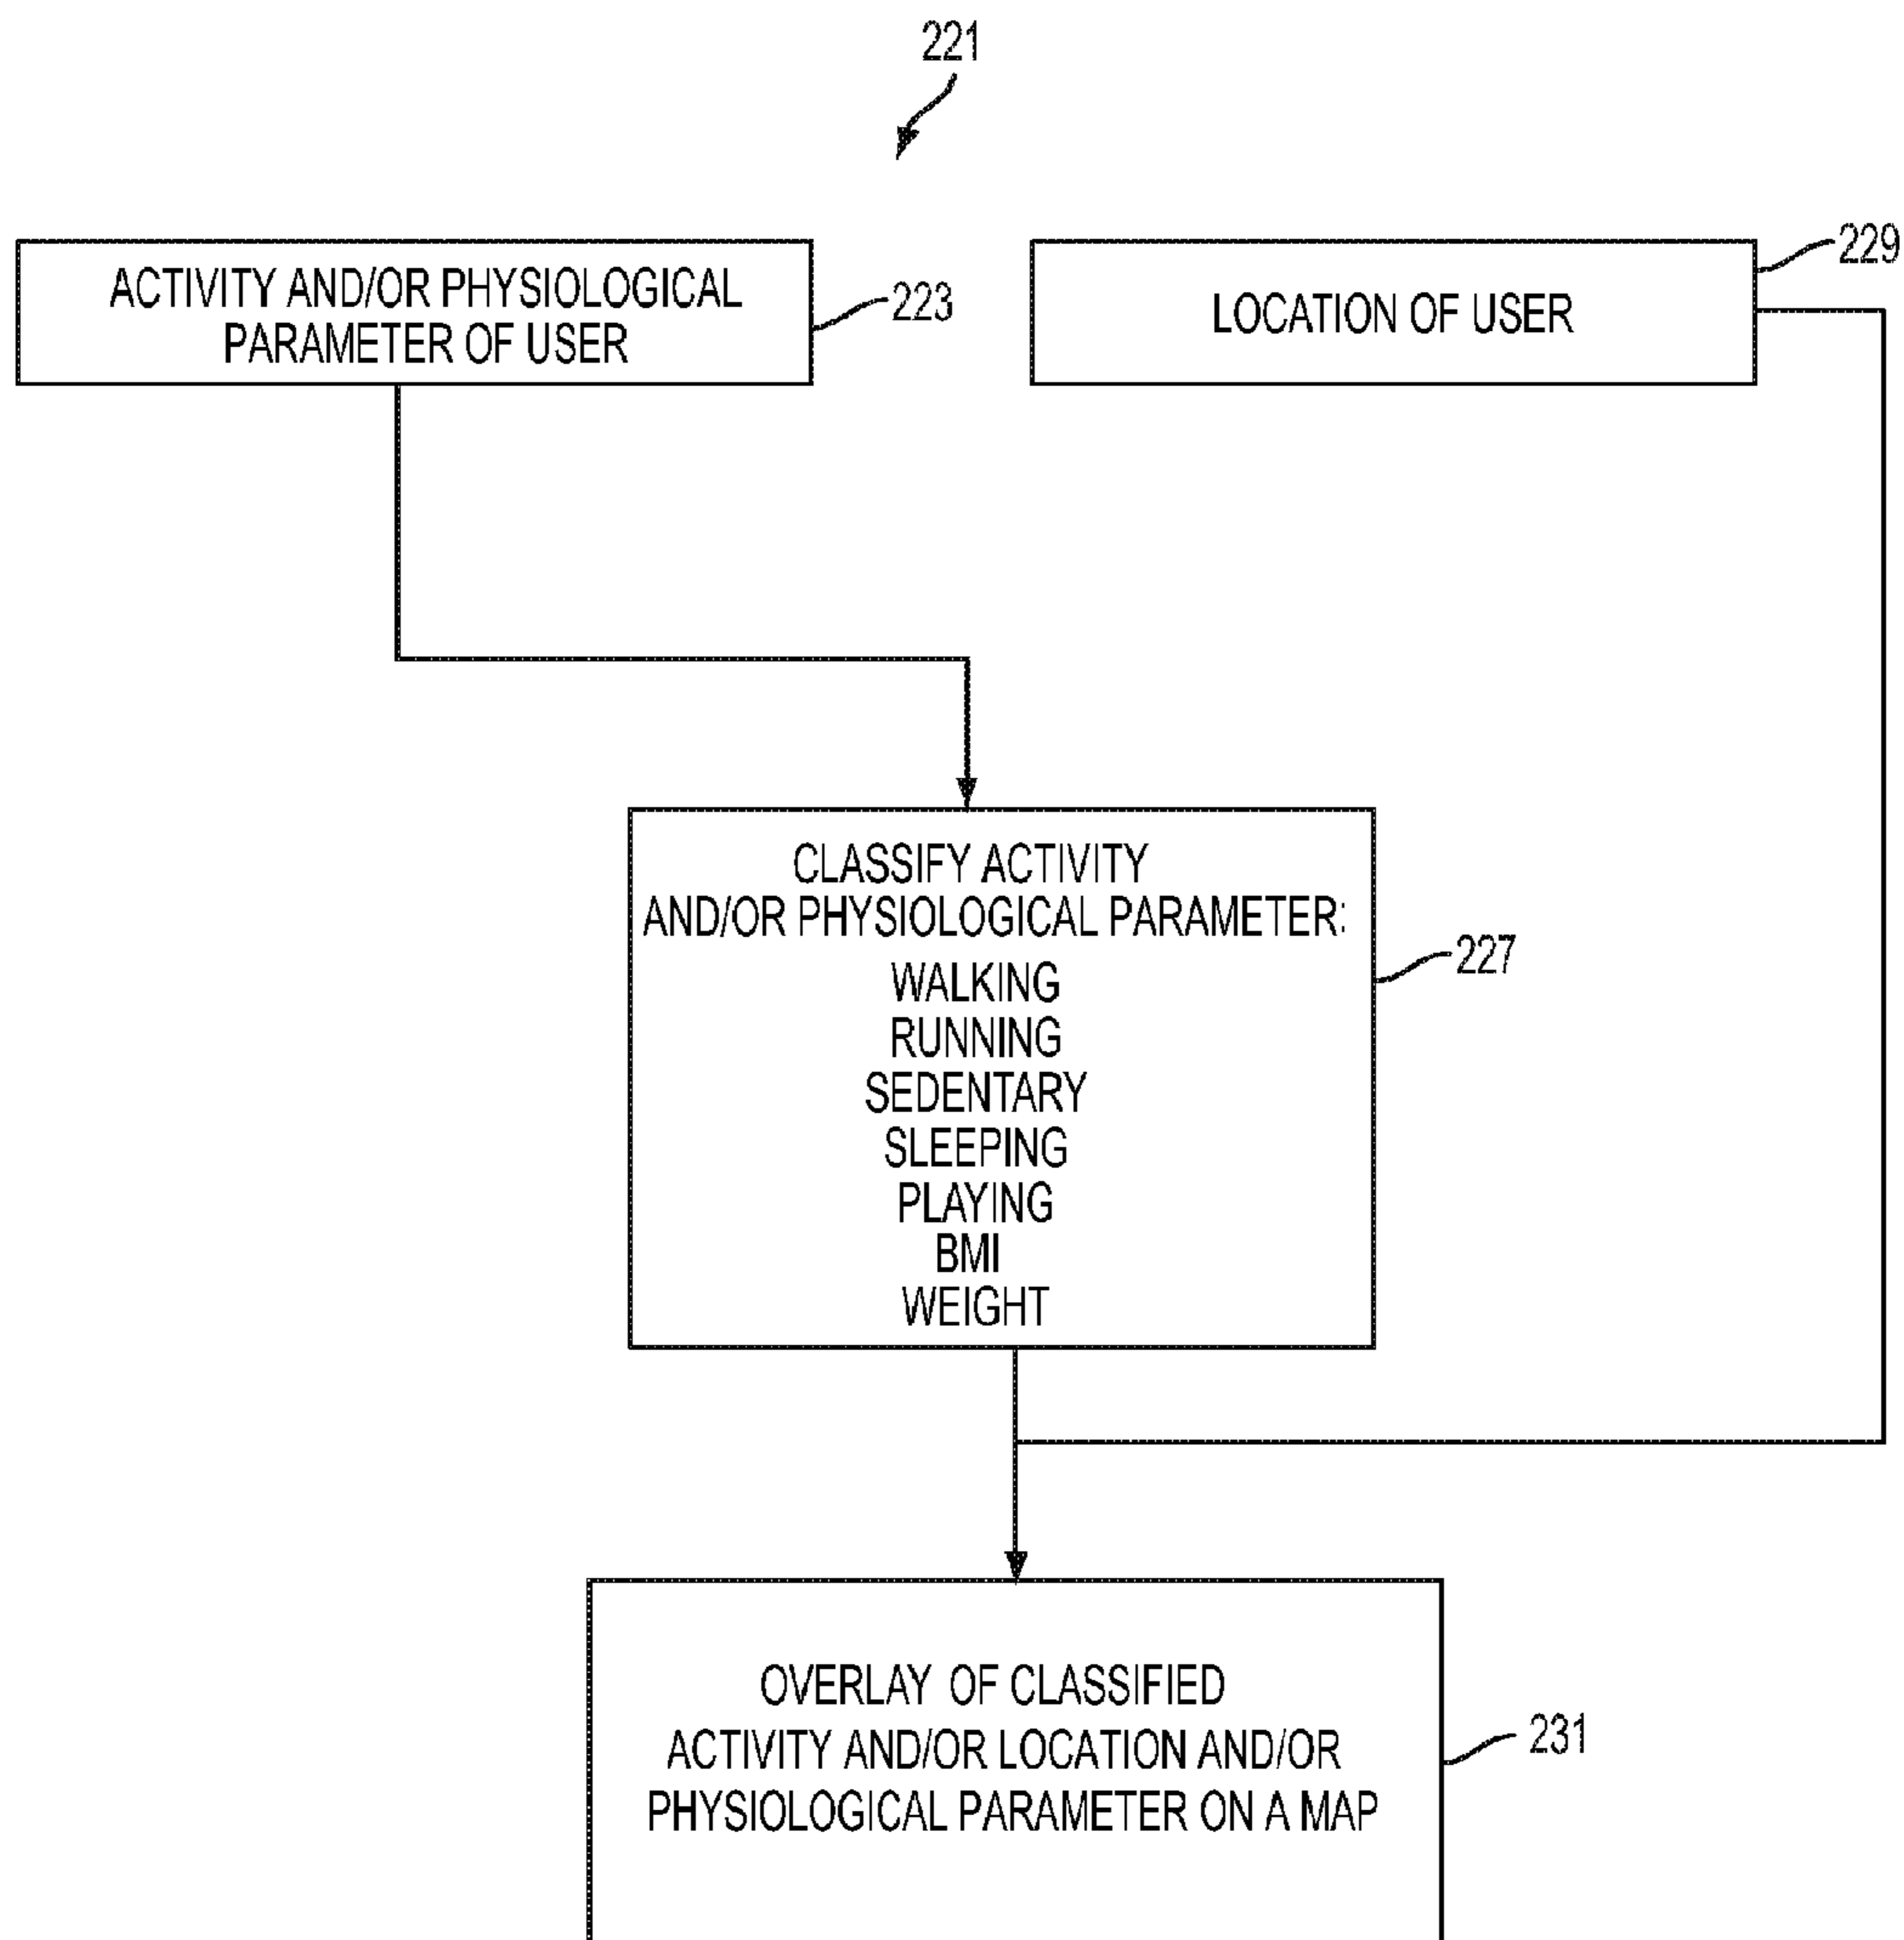 221
ACTIVITY AND/OR PHYSIOLOGICAL
PARAMETER OF USER
223
LOCATION OF USER
229
CLASSIFY ACTIVITY
AND/OR PHYSIOLOGICAL PARAMETER:
WALKING
RUNNING
SEDENTARY
SLEEPING
PLAYING
BMI
WEIGHT
227
OVERLAY OF CLASSIFIED
ACTIVITY AND/OR LOCATION AND/OR
PHYSIOLOGICAL PARAMETER ON A MAP
231